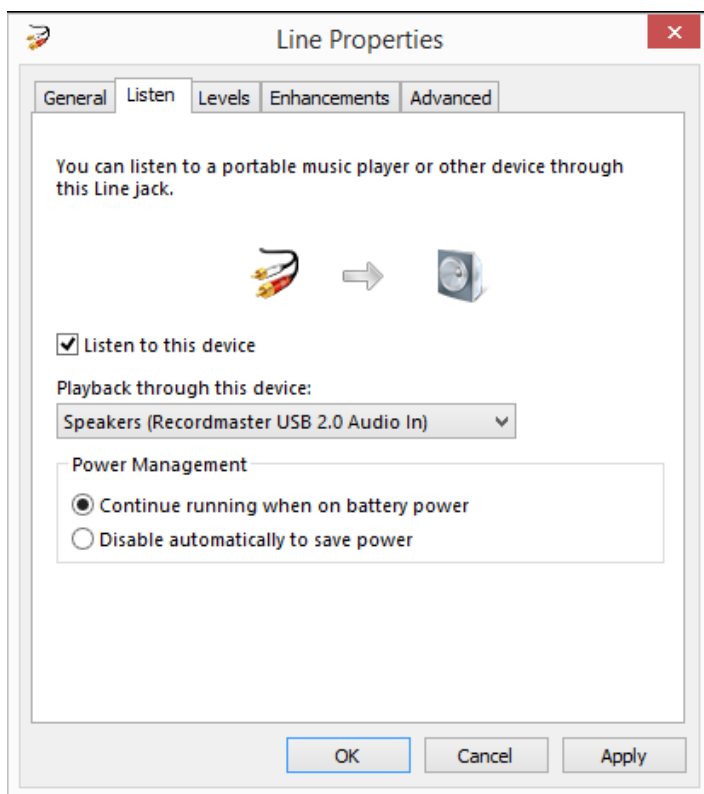 Line Properties
General Listen Levels Enhancements Advanced
You can listen to a portable music player or other device through
this Line jack.
Listen to this device
Playback through this device:
Speakers (Recordmaster USB 2.0 Audio In)
Power Management
Continue running when on battery power
Disable automatically to save power
OK Cancel Apply